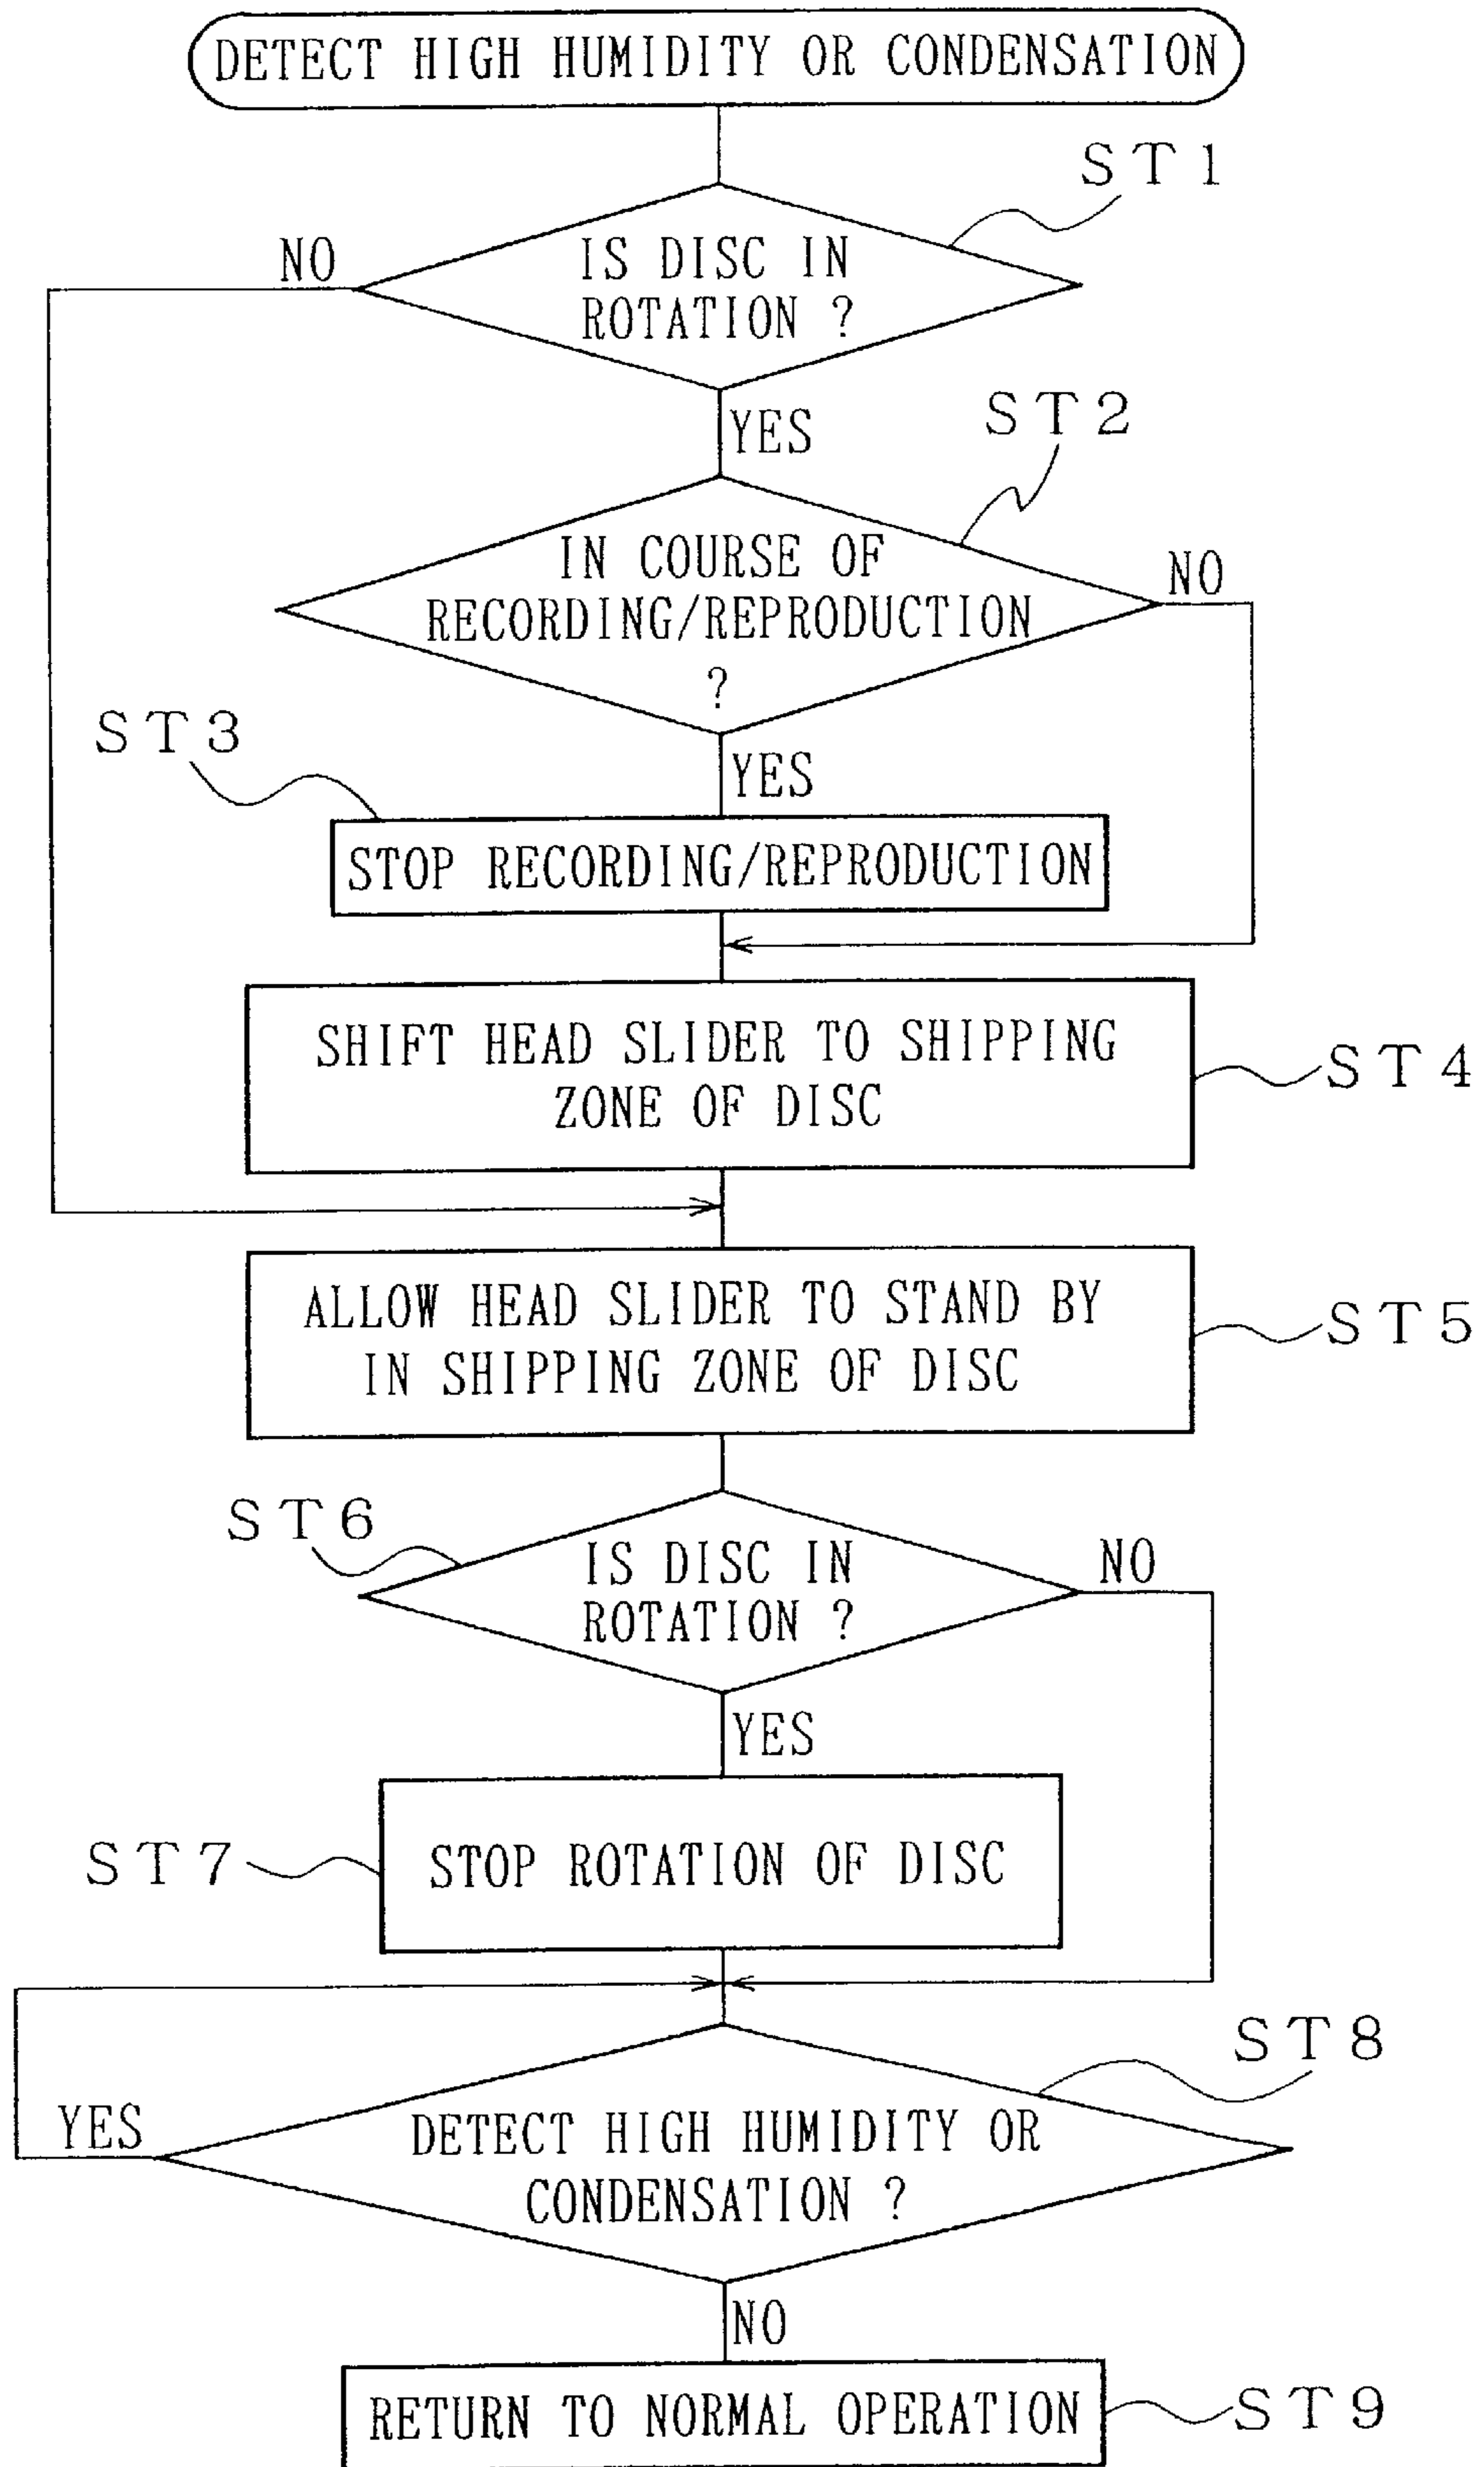 DETECT HIGH HUMIDITY OR CONDENSATION
ST1
NO
IS DISC IN
ROTATION ?
YES
ST2
IN COURSE OF
RECORDING/REPRODUCTION
?
NO
ST3
YES
STOP RECORDING/REPRODUCTION
SHIFT HEAD SLIDER TO SHIPPING
ZONE OF DISC
ST4
ALLOW HEAD SLIDER TO STAND BY
IN SHIPPING ZONE OF DISC
ST5
ST6
IS DISC IN
ROTATION ?
NO
YES
ST7
STOP ROTATION OF DISC
ST8
YES
DETECT HIGH HUMIDITY OR
CONDENSATION ?
NO
RETURN TO NORMAL OPERATION
ST9